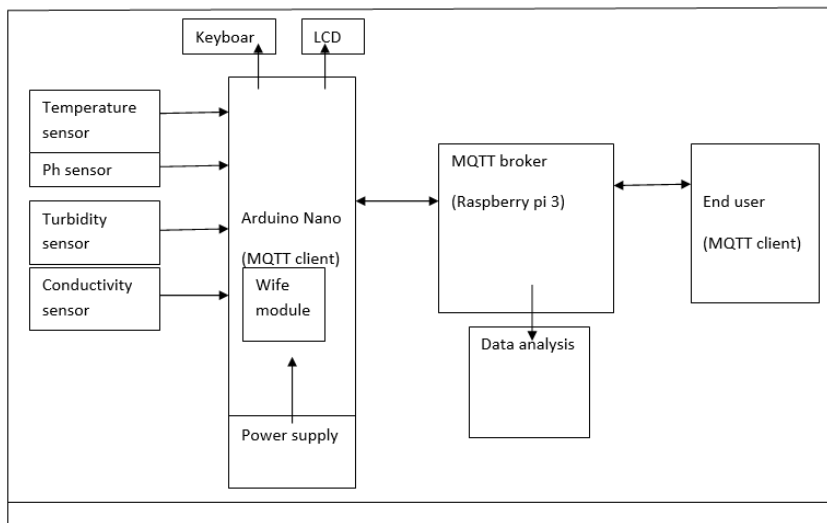 Keyboar
LCD
Temperature
sensor
Ph sensor
Turbidity
sensor
Conductivity
sensor
Arduino Nano
(MQTT client)
Wife
module
Power supply
MQTT broker
(Raspberry pi 3)
Data analysis
End user
(MQTT client)